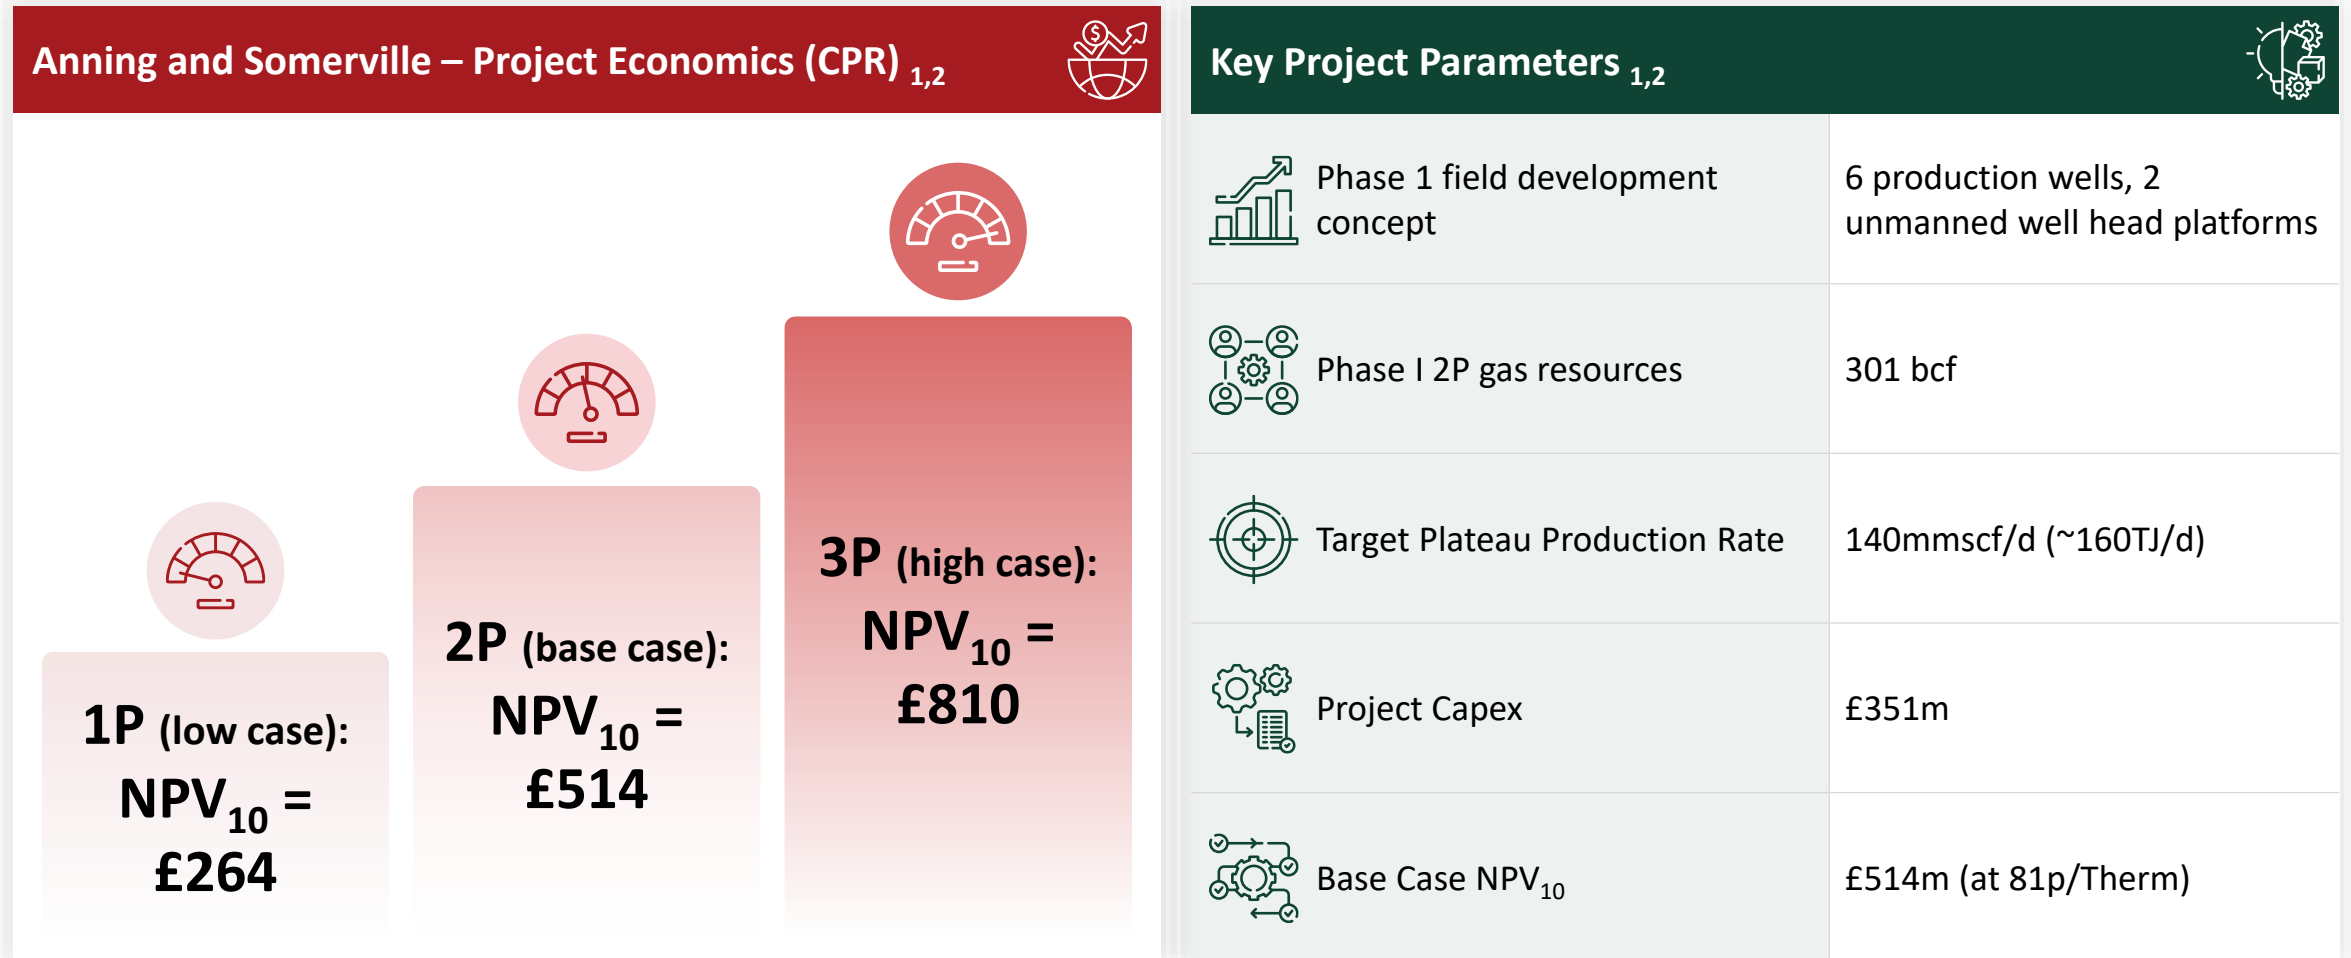 Anning and Somerville – Project Economics (CPR) 1,2
1P (low case):
NPV10 =
£264
2P (base case):
NPV10 =
£514
3P (high case):
NPV10 =
£810
Key Project Parameters 1,2
Phase 1 field development
concept
6 production wells, 2
unmanned well head platforms
Phase I 2P gas resources
301 bcf
Target Plateau Production Rate
140mmscf/d (~160TJ/d)
Project Capex
£351m
Base Case NPV10
£514m (at 81p/Therm)